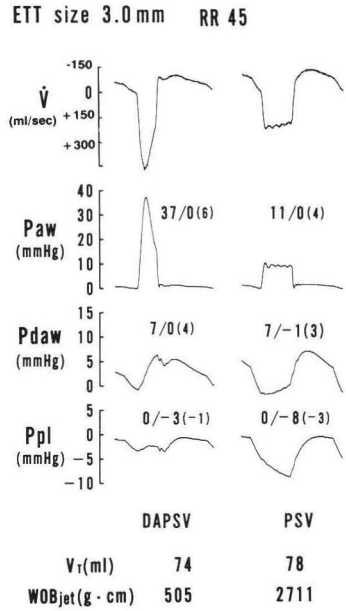 ETT size 3.0mm RR 45
-150
0
V̇
(ml/sec)
+150
+300
40
37/0(6) 11/0(4)
30
Paw
20
(mmHg)
10
0
15
7/0(4) 7/-1(3)
10
Pdaw
(mmHg)
5
0
5
0/-3(-1) 0/-8(-3)
0
Ppl
(mmHg)
-5
-10
DAPSV PSV
VT(ml) 74 78
WOBjet(g·cm) 505 2711